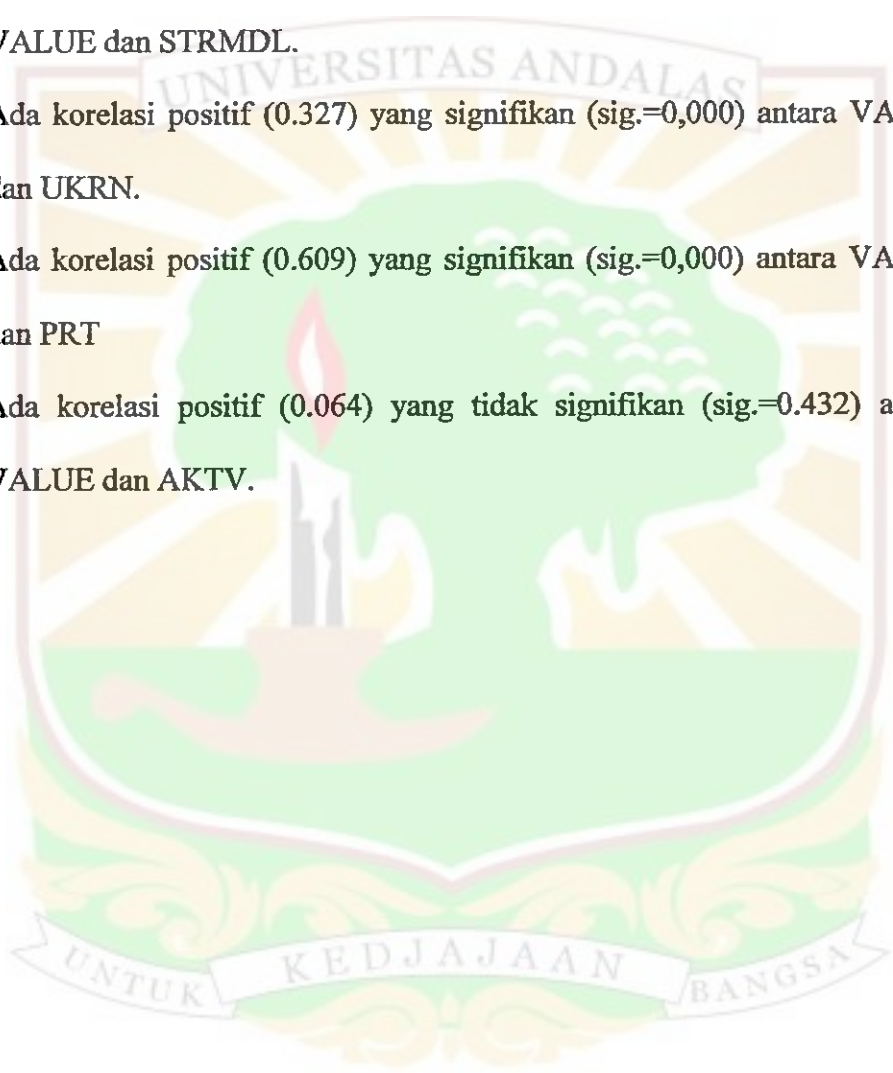 VALUE dan STRMDL.
UNIVERSITAS ANDALAS
Ada korelasi positif (0.327) yang signifikan (sig.=0,000) antara VA
dan UKRN.
Ada korelasi positif (0.609) yang signifikan (sig.=0,000) antara VA
dan PRT
Ada korelasi positif (0.064) yang tidak signifikan (sig.=0.432) a
VALUE dan AKTV.
UNTUK KEDJAJAAN BANGSA